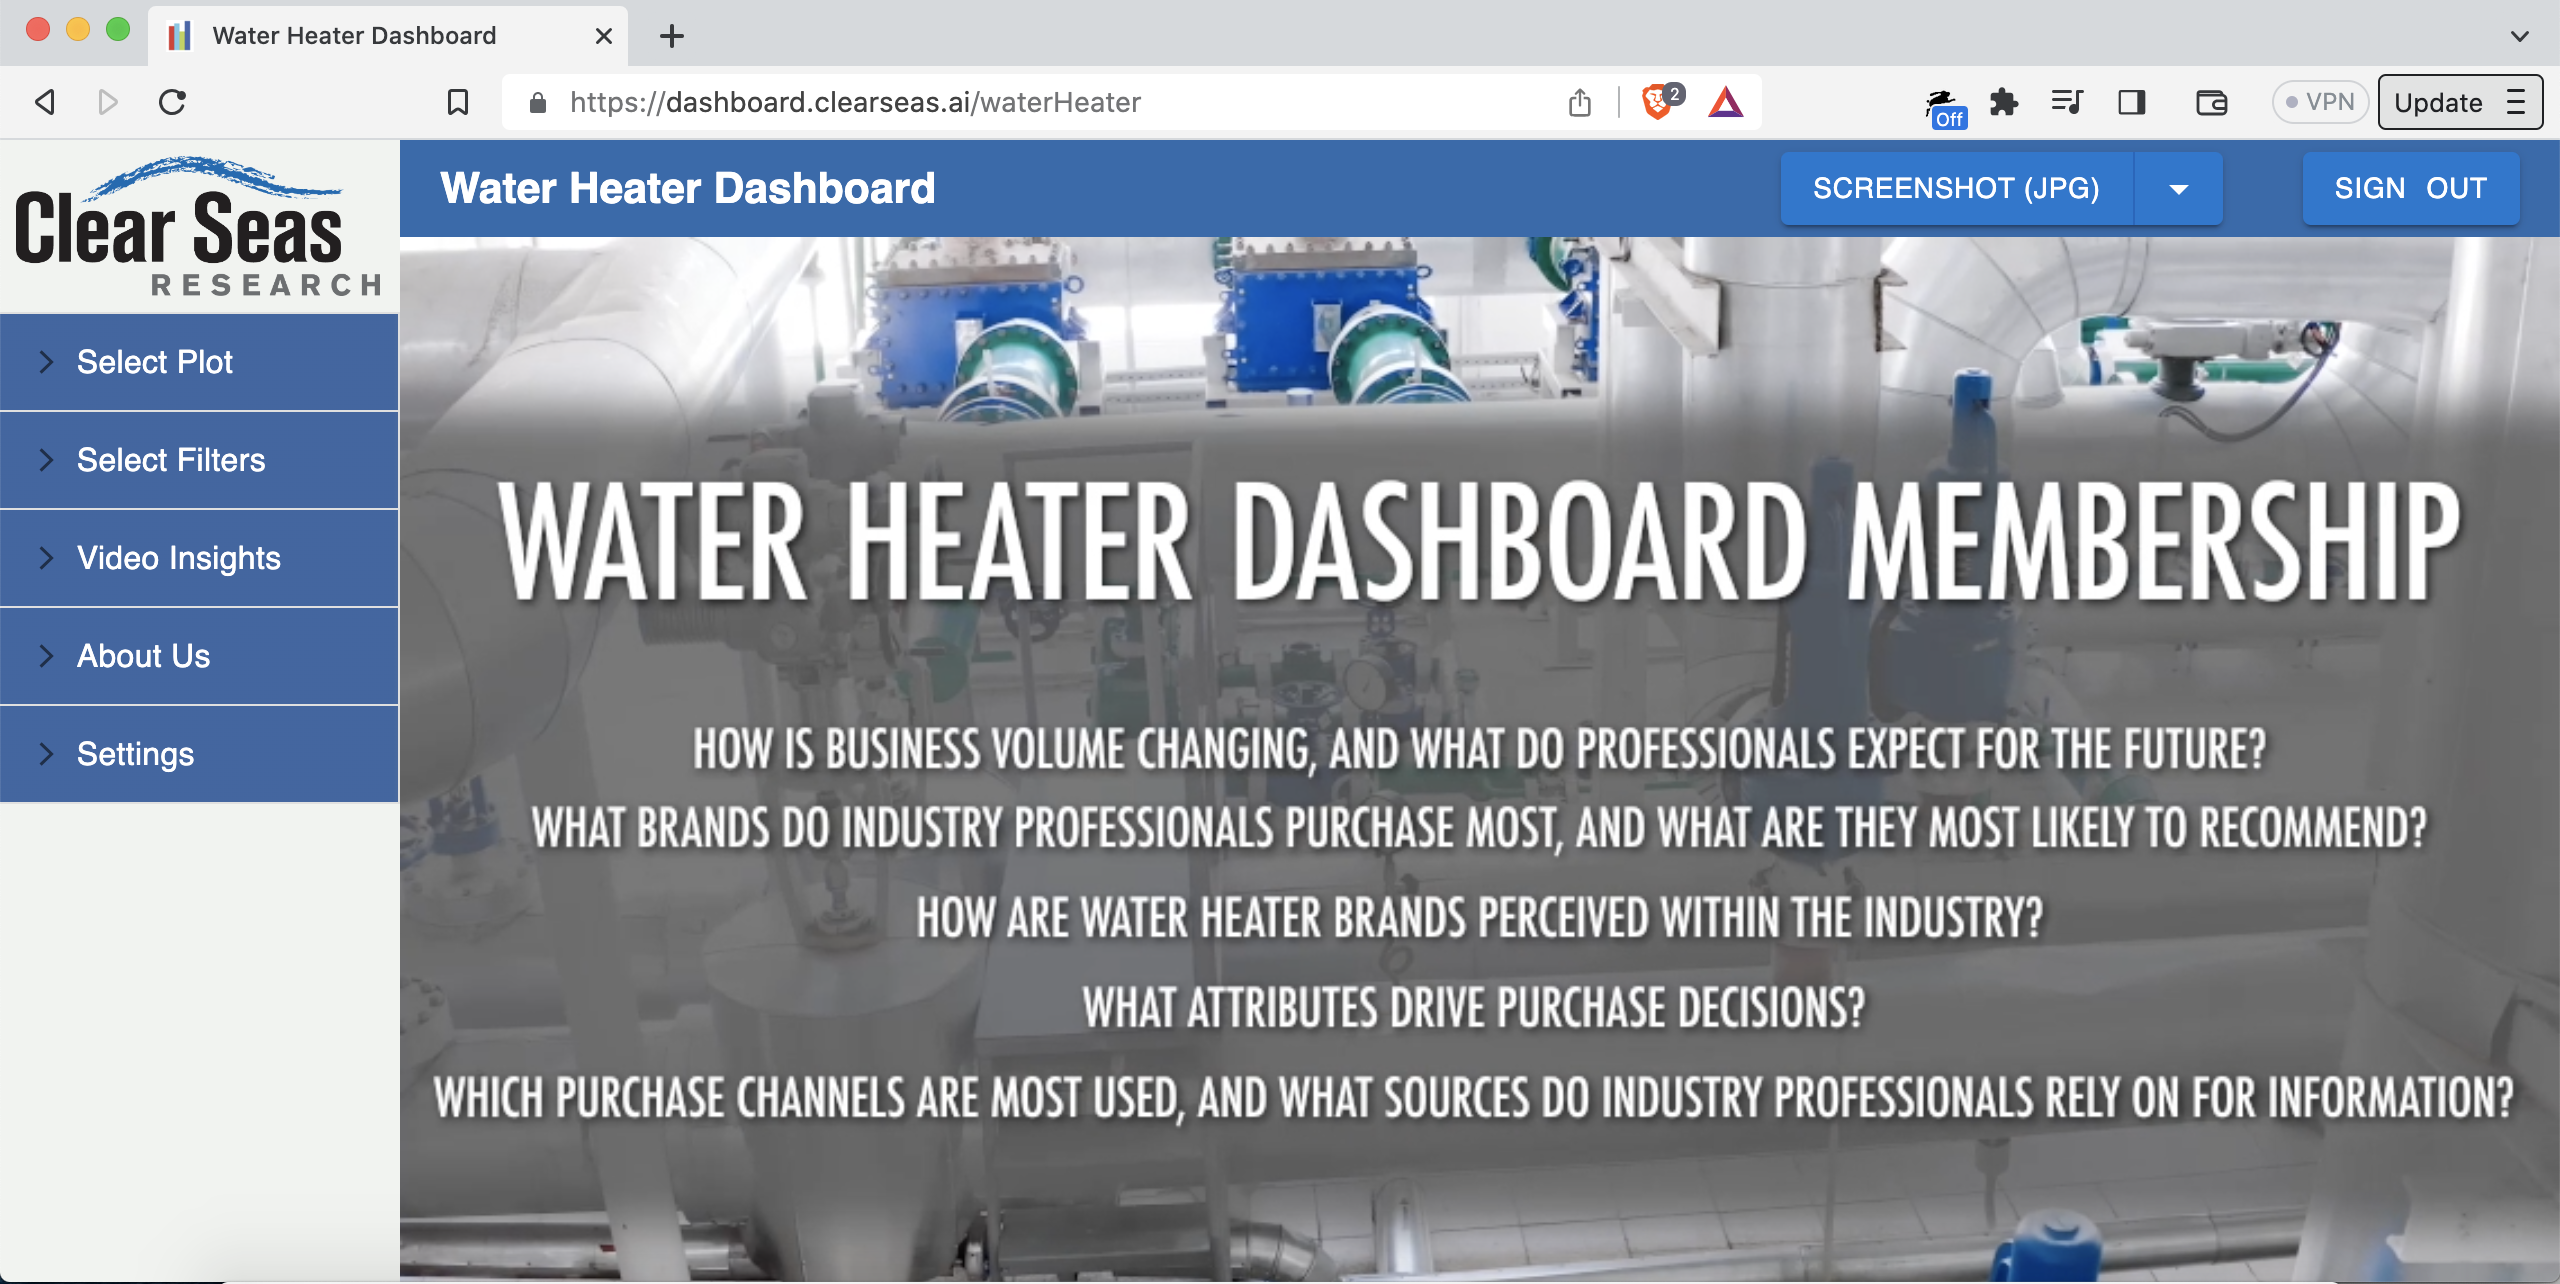 Water Heater Dashboard
https://dashboard.clearseas.ai/waterHeater
2
Off
VPN
Update
Clear Seas
RESEARCH
Water Heater Dashboard
SCREENSHOT (JPG)
SIGN OUT
Select Plot
Select Filters
Video Insights
About Us
Settings
WATER HEATER DASHBOARD MEMBERSHIP
HOW IS BUSINESS VOLUME CHANGING, AND WHAT DO PROFESSIONALS EXPECT FOR THE FUTURE?
WHAT BRANDS DO INDUSTRY PROFESSIONALS PURCHASE MOST, AND WHAT ARE THEY MOST LIKELY TO RECOMMEND?
HOW ARE WATER HEATER BRANDS PERCEIVED WITHIN THE INDUSTRY?
WHAT ATTRIBUTES DRIVE PURCHASE DECISIONS?
WHICH PURCHASE CHANNELS ARE MOST USED, AND WHAT SOURCES DO INDUSTRY PROFESSIONALS RELY ON FOR INFORMATION?